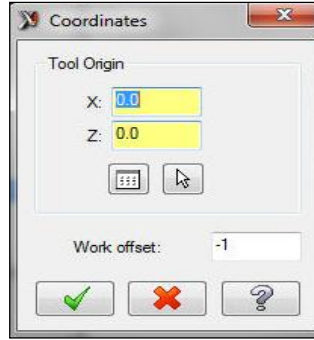 Coordinates
Tool Origin
X: 0.0
Z: 0.0
Work offset: -1